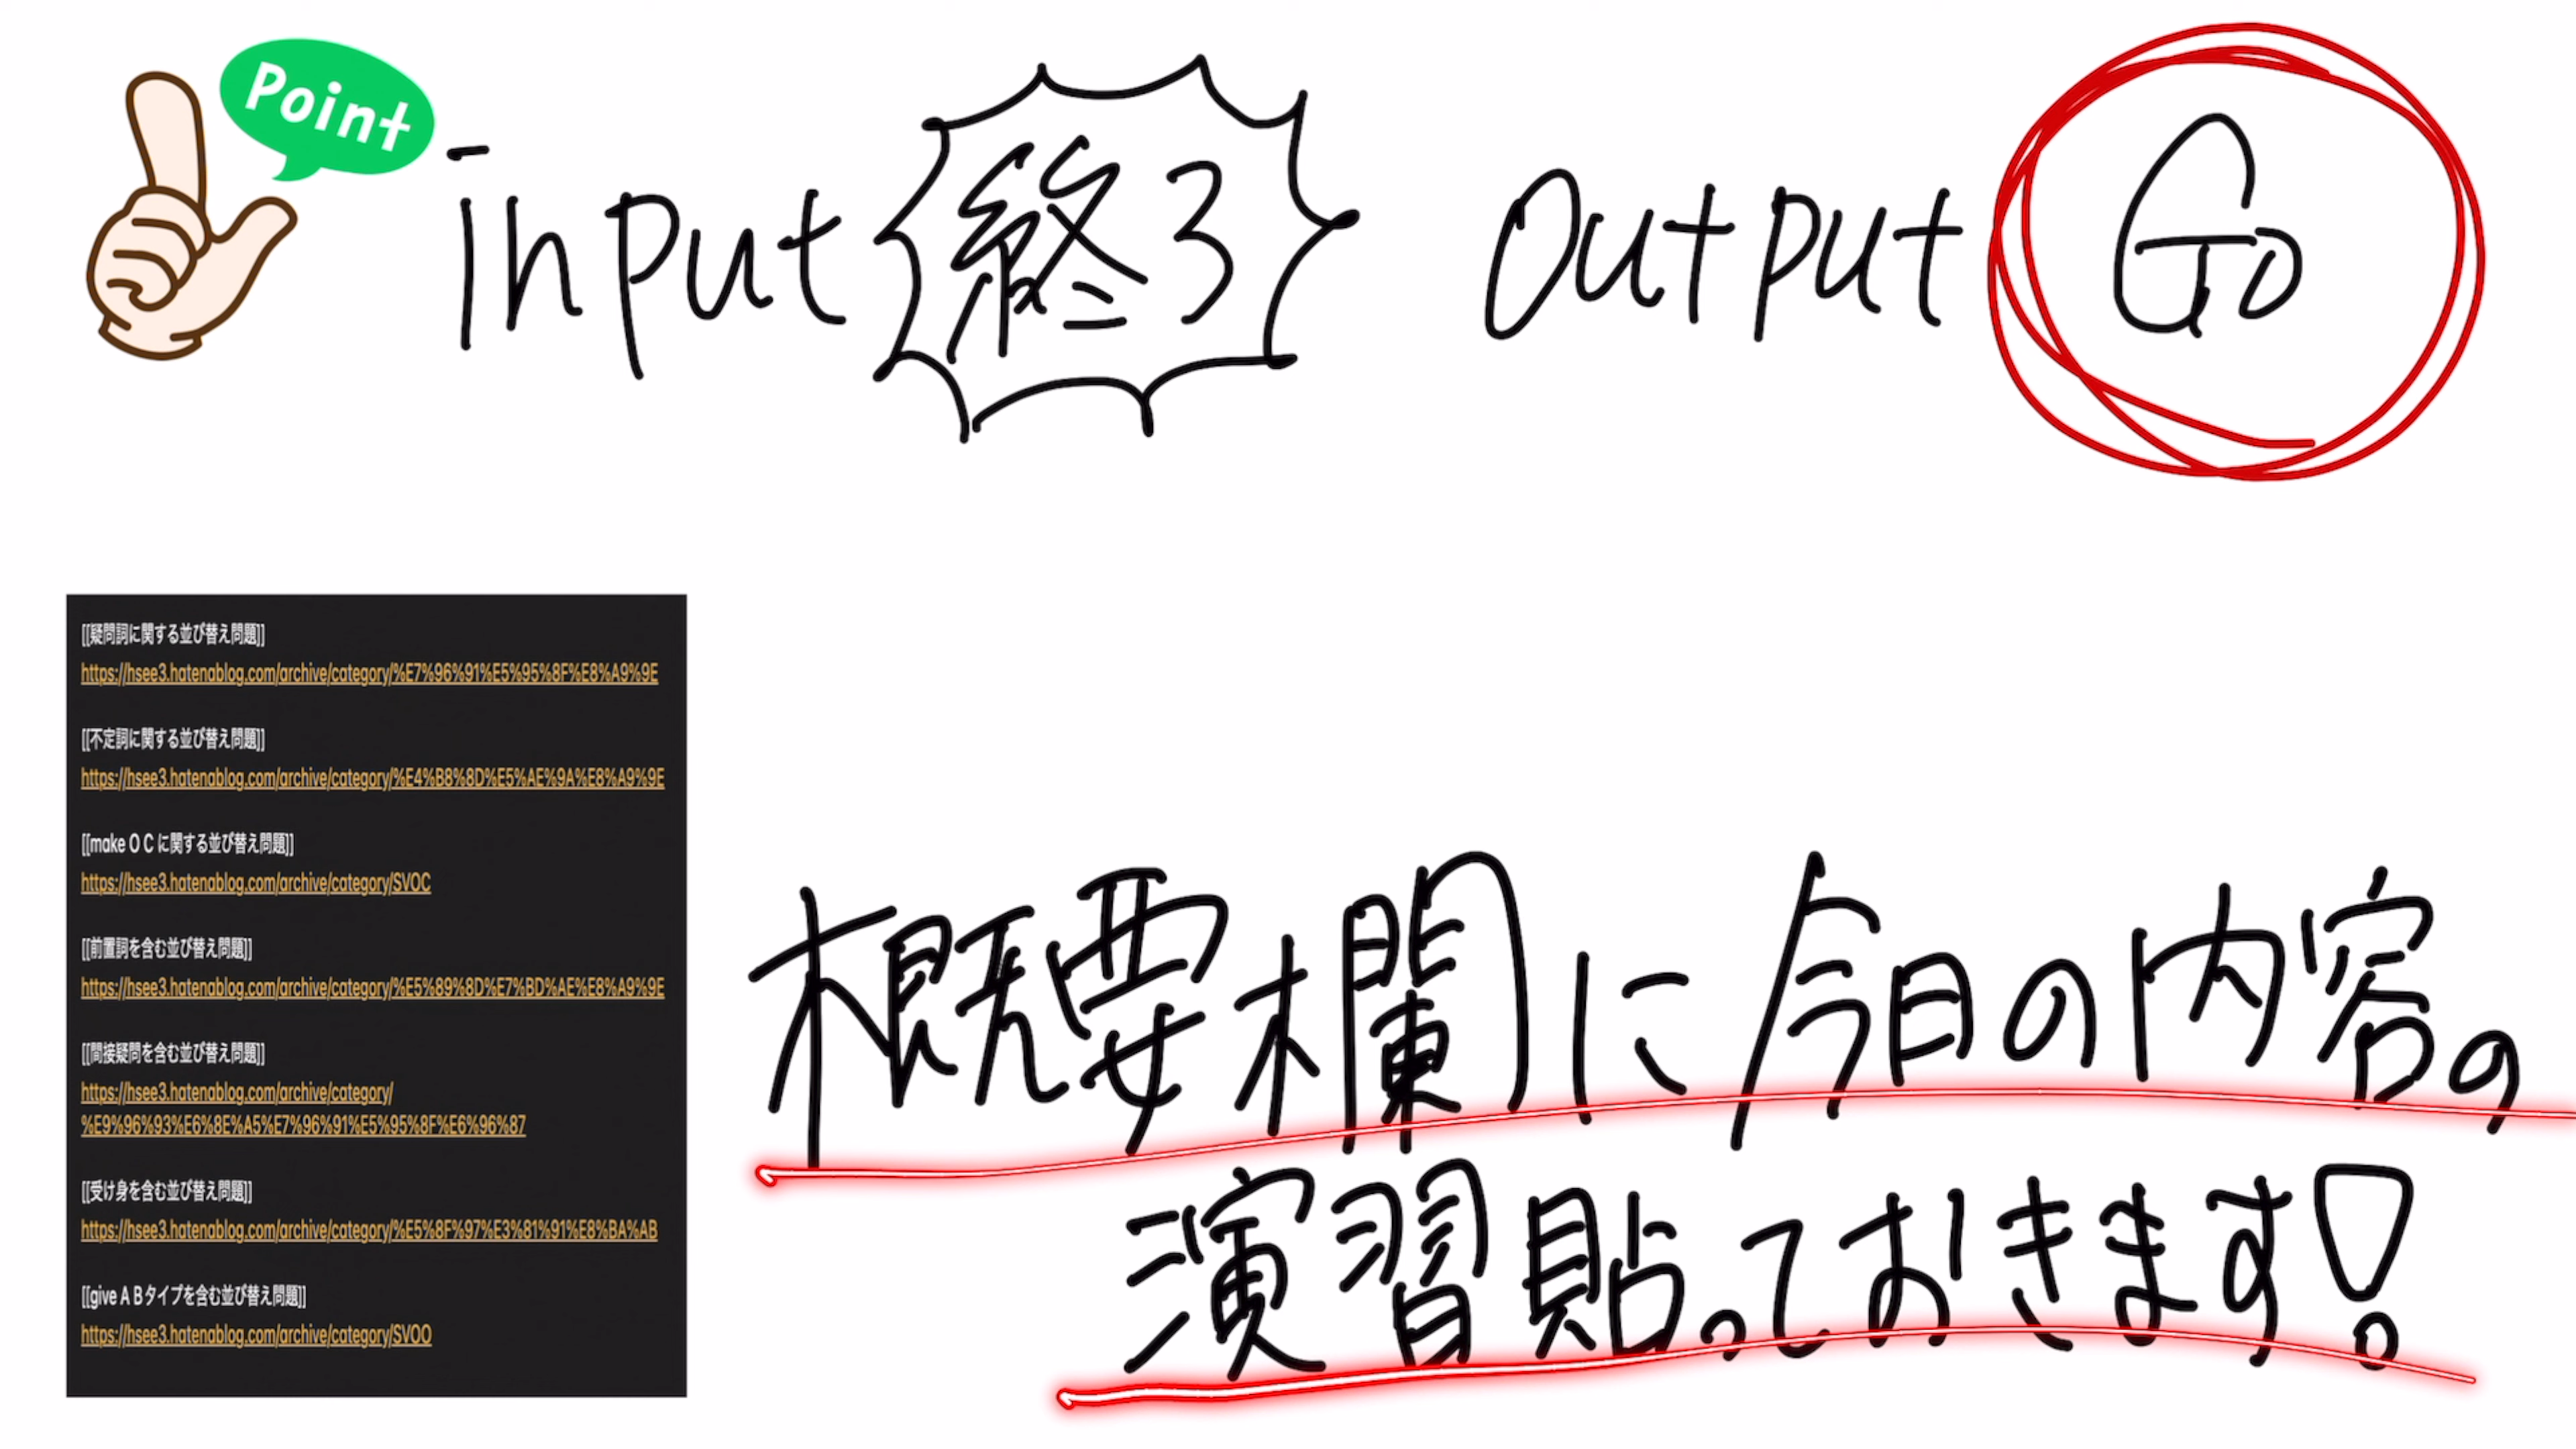 Point
input 終了 output Go
[[疑問詞に関する並び替え問題]]
https://hsee3.hatenablog.com/archive/category/%E7%96%91%E5%95%8F%E8%A9%9E
[[不定詞に関する並び替え問題]]
https://hsee3.hatenablog.com/archive/category/%E4%B8%8D%E5%AE%9A%E8%A9%9E
[[make O C に関する並び替え問題]]
https://hsee3.hatenablog.com/archive/category/SVOC
[[前置詞を含む並び替え問題]]
https://hsee3.hatenablog.com/archive/category/%E5%89%8D%E7%BD%AE%E8%A9%9E
[[間接疑問を含む並び替え問題]]
https://hsee3.hatenablog.com/archive/category/
%E9%96%93%E6%8E%A5%E7%96%91%E5%95%8F%E6%96%87
[[受け身を含む並び替え問題]]
https://hsee3.hatenablog.com/archive/category/%E5%8F%97%E3%81%91%E8%BA%AB
[[give A Bタイプを含む並び替え問題]]
https://hsee3.hatenablog.com/archive/category/SVOO
概要欄に今日の内容の
演習貼っておきます!